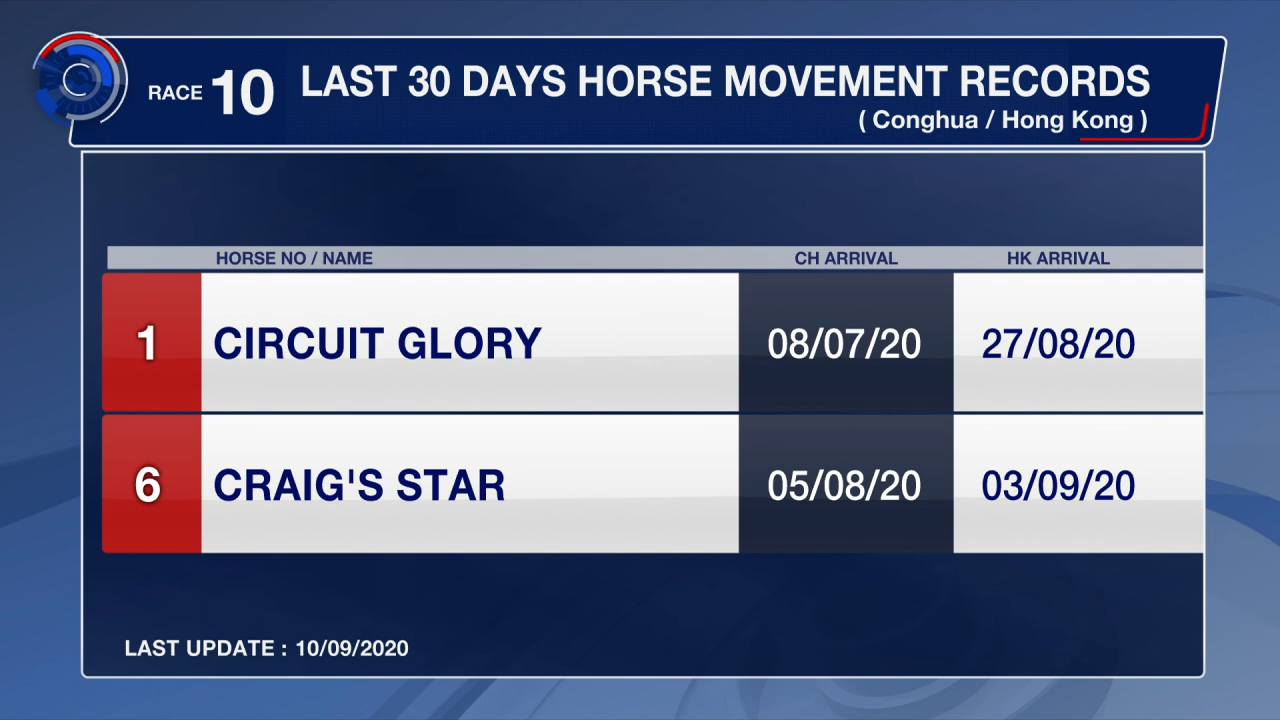 RACE 10 LAST 30 DAYS HORSE MOVEMENT RECORDS
( Conghua / Hong Kong )
HORSE NO / NAME CH ARRIVAL HK ARRIVAL
1 CIRCUIT GLORY 08/07/20 27/08/20
6 CRAIG'S STAR 05/08/20 03/09/20
LAST UPDATE : 10/09/2020